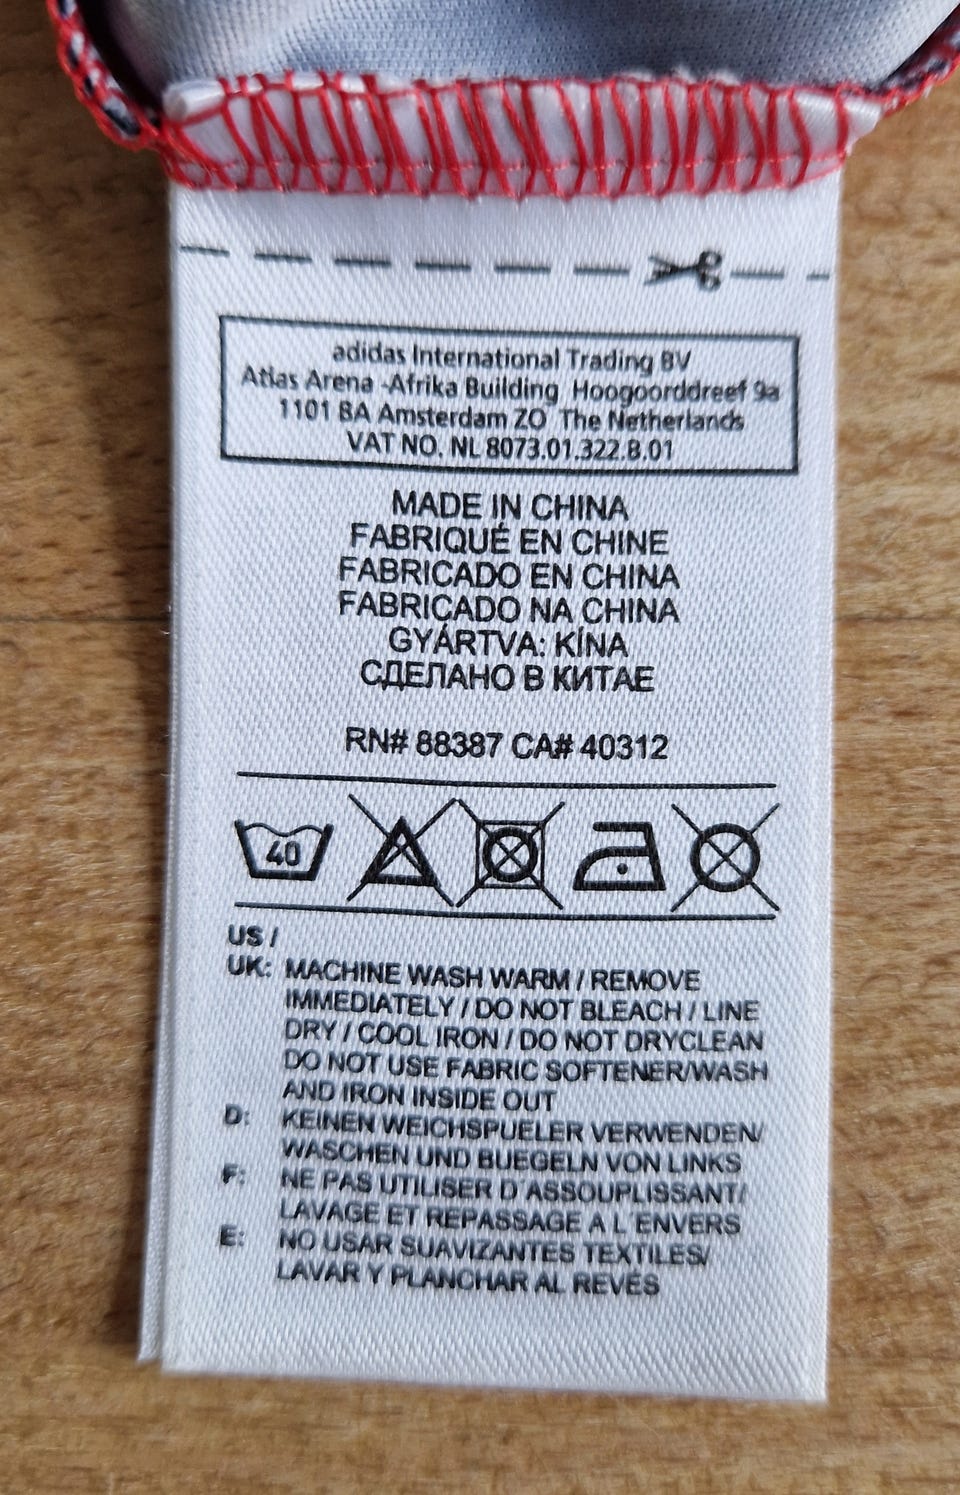 adidas International Trading BV
Atlas Arena -Afrika Building Hoogoorddreef 9a
1101 BA Amsterdam ZO The Netherlands
VAT NO. NL 8073.01.322.B.01
MADE IN CHINA
FABRIQUÉ EN CHINE
FABRICADO EN CHINA
FABRICADO NA CHINA
GYÁRTVA: KÍNA
СДЕЛАНО В КИТАЕ
RN# 88387 CA# 40312
40
US /
UK: MACHINE WASH WARM / REMOVE
IMMEDIATELY / DO NOT BLEACH / LINE
DRY / COOL IRON / DO NOT DRYCLEAN
DO NOT USE FABRIC SOFTENER/WASH
AND IRON INSIDE OUT
D: KEINEN WEICHSPUELER VERWENDEN/
WASCHEN UND BUEGELN VON LINKS
F: NE PAS UTILISER D'ASSOUPLISSANT/
LAVAGE ET REPASSAGE A L'ENVERS
E: NO USAR SUAVIZANTES TEXTILES/
LAVAR Y PLANCHAR AL REVÉS